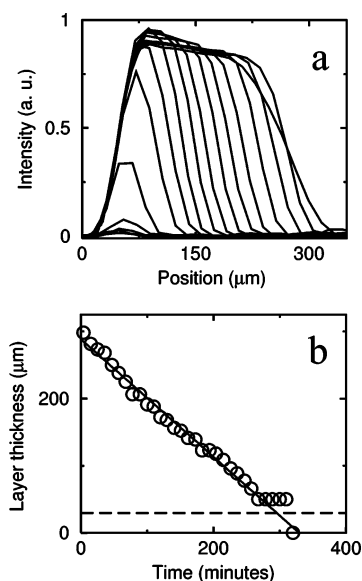 a
1
0.5
0
Intensity (a. u.)
0 150 300
Position (μm)
b
200
0
Layer thickness (μm)
0 200 400
Time (minutes)